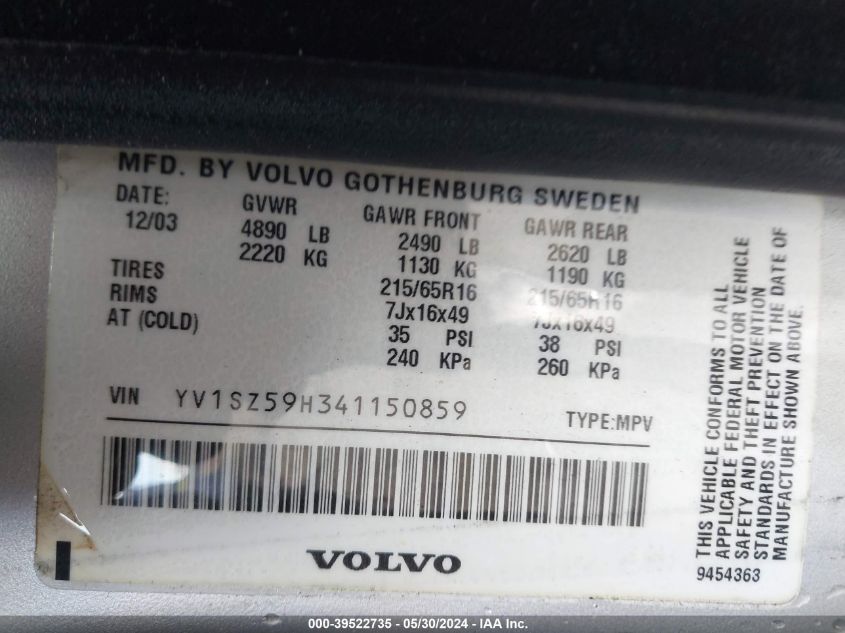 MFD. BY VOLVO GOTHENBURG SWEDEN
DATE: GVWR GAWR FRONT GAWR REAR
12/03 4890 LB 2490 LB 2620 LB
2220 KG 1130 KG 1190 KG
TIRES 215/65R16 215/65R16
RIMS 7Jx16x49 7Jx16x49
AT (COLD) 35 PSI 38 PSI
240 KPa 260 KPa
VIN YV1SZ59H341150859 TYPE:MPV
VOLVO
THIS VEHICLE CONFORMS TO ALL
APPLICABLE FEDERAL MOTOR VEHICLE
SAFETY AND THEFT PREVENTION
STANDARDS IN EFFECT ON THE DATE OF
MANUFACTURE SHOWN ABOVE.
9454363
000-39522735 - 05/30/2024 - IAA Inc.